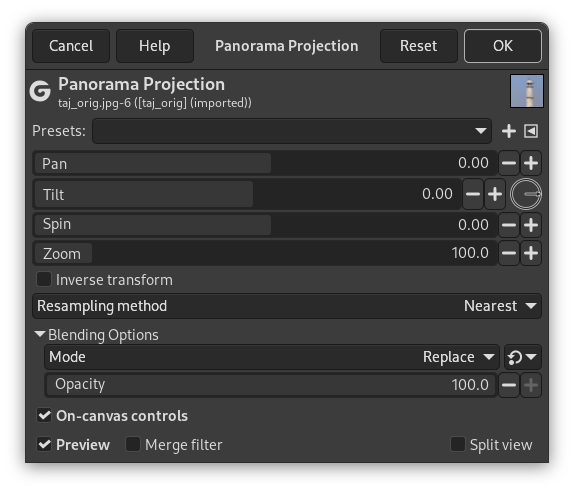 Cancel Help Panorama Projection Reset OK
Panorama Projection
taj_orig.jpg-6 ([taj_orig] (imported))
Presets:
Pan 0.00
Tilt 0.00
Spin 0.00
Zoom 100.0
Inverse transform
Resampling method Nearest
Blending Options
Mode Replace
Opacity 100.0
On-canvas controls
Preview Merge filter Split view